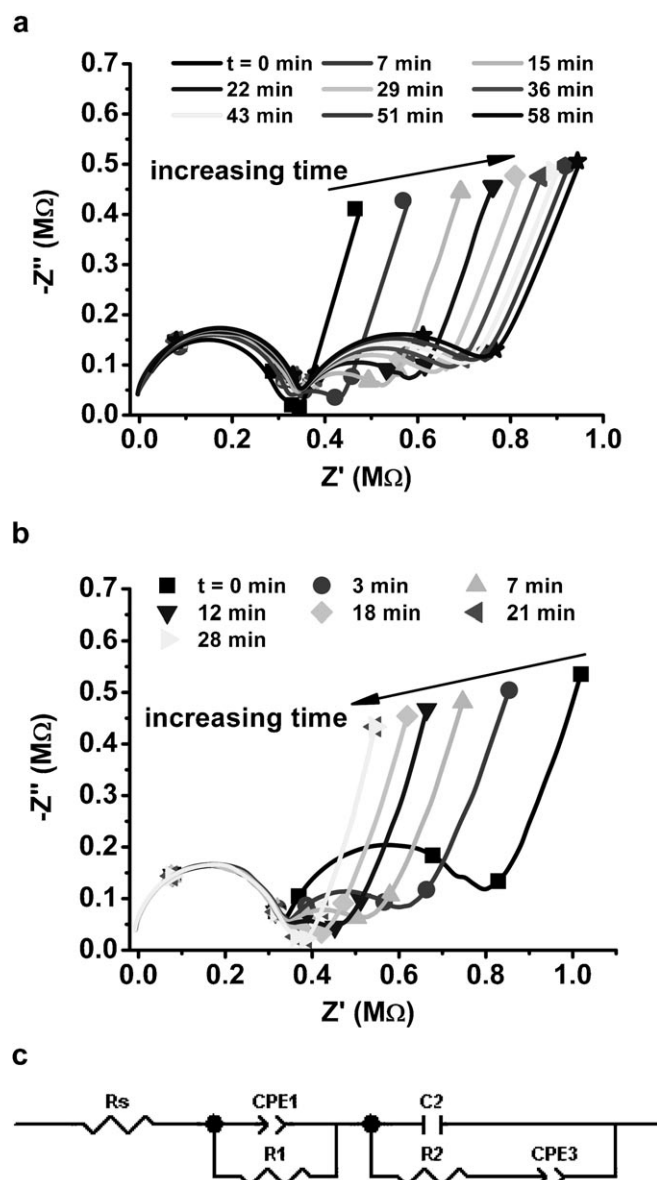 a
0.7
0.6
0.5
0.4
0.3
0.2
0.1
0.0
-Z'' (MΩ)
t = 0 min 7 min 15 min
22 min 29 min 36 min
43 min 51 min 58 min
increasing time
0.0 0.2 0.4 0.6 0.8 1.0
Z' (MΩ)
b
0.7
0.6
0.5
0.4
0.3
0.2
0.1
0.0
-Z'' (MΩ)
t = 0 min 3 min 7 min
12 min 18 min 21 min
28 min
increasing time
0.0 0.2 0.4 0.6 0.8 1.0
Z' (MΩ)
c
Rs CPE1 C2
R1 R2 CPE3